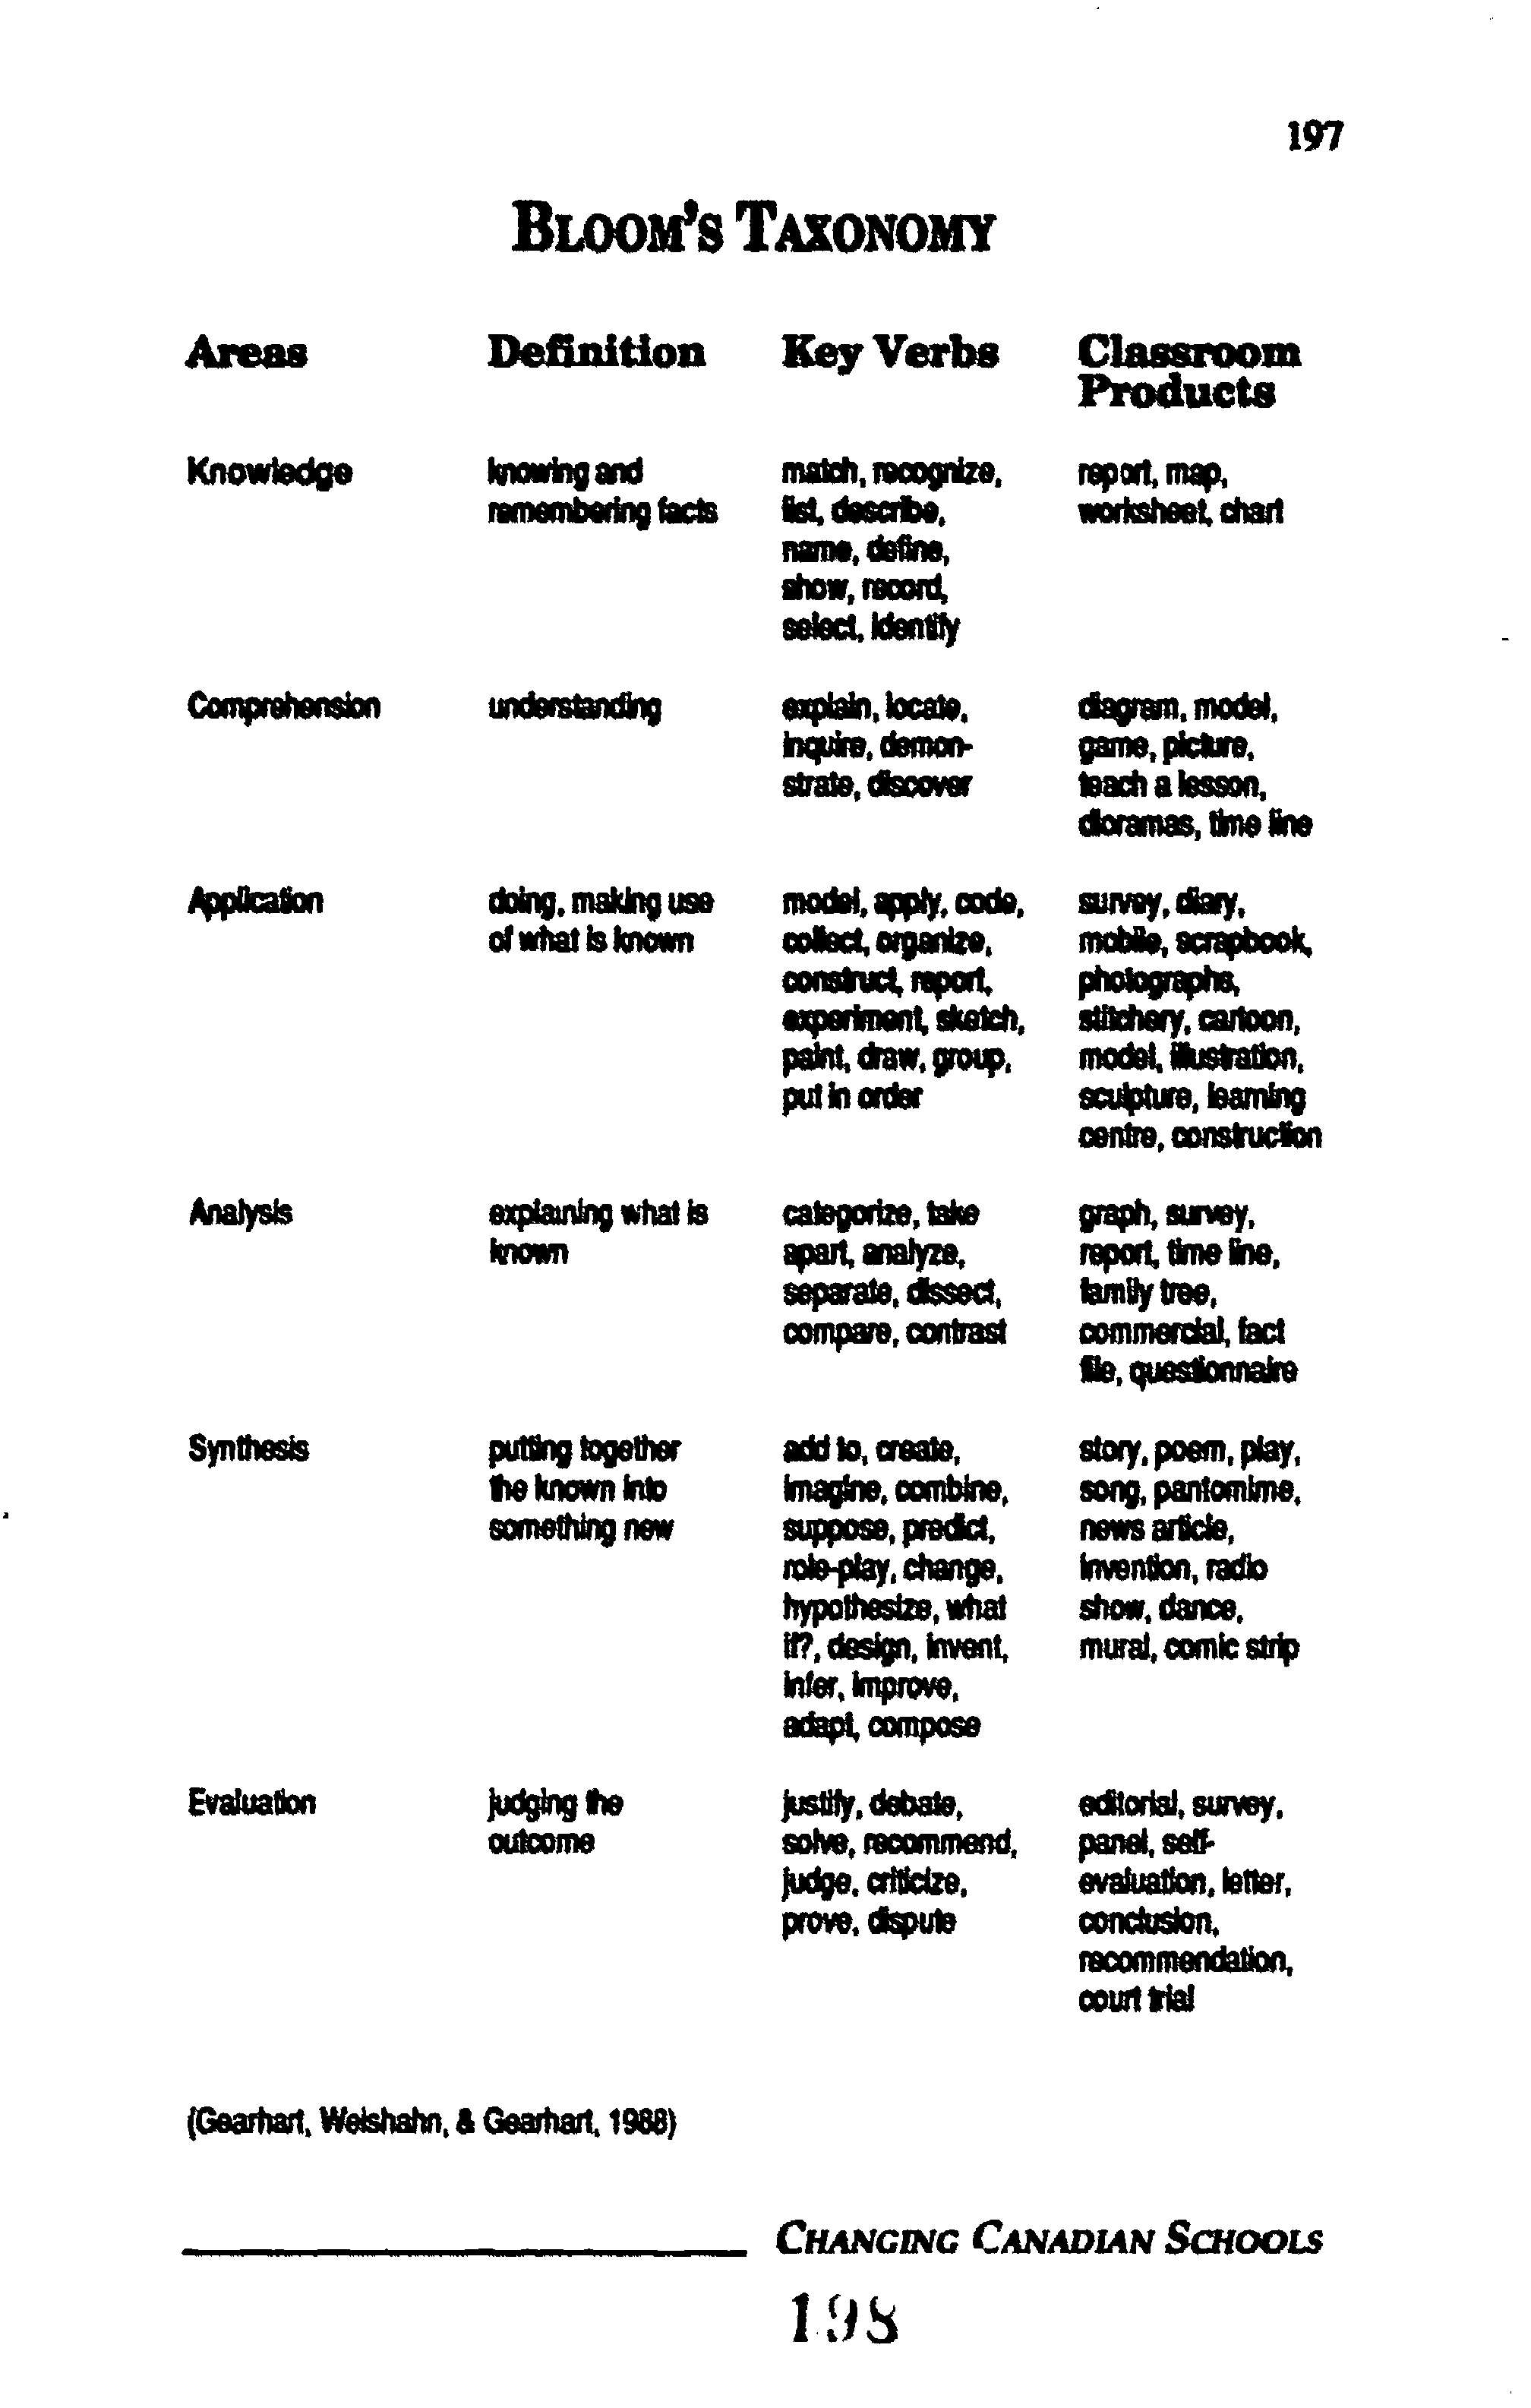 197
BLOOM'S TAXONOMY
Areas Definition Key Verbs Classroom
Products
Knowledge knowing and match, recognize, report, map,
remembering facts list, describe, worksheet, chart
name, define,
show, record,
select, identify
Comprehension understanding explain, locate, diagram, model,
inquire, demon- game, picture,
strate, discover teach a lesson,
dioramas, time line
Application doing, making use model, apply, code, survey, diary,
of what is known collect, organize, mobile, scrapbook,
construct, report, photographs,
experiment, sketch, stitchery, cartoon,
paint, draw, group, model, illustration,
put in order sculpture, learning
centre, construction
Analysis explaining what is categorize, take graph, survey,
known apart, analyze, report, time line,
separate, dissect, family tree,
compare, contrast commercial, fact
file, questionnaire
Synthesis putting together add to, create, story, poem, play,
the known into imagine, combine, song, pantomime,
something new suppose, predict, news article,
role-play, change, invention, radio
hypothesize, what show, dance,
if?, design, invent, mural, comic strip
infer, improve,
adapt, compose
Evaluation judging the justify, debate, editorial, survey,
outcome solve, recommend, panel, self-
judge, criticize, evaluation, letter,
prove, dispute conclusion,
recommendation,
court trial
(Gearhart, Weishahn, & Gearhart, 1988)
CHANGING CANADIAN SCHOOLS
198